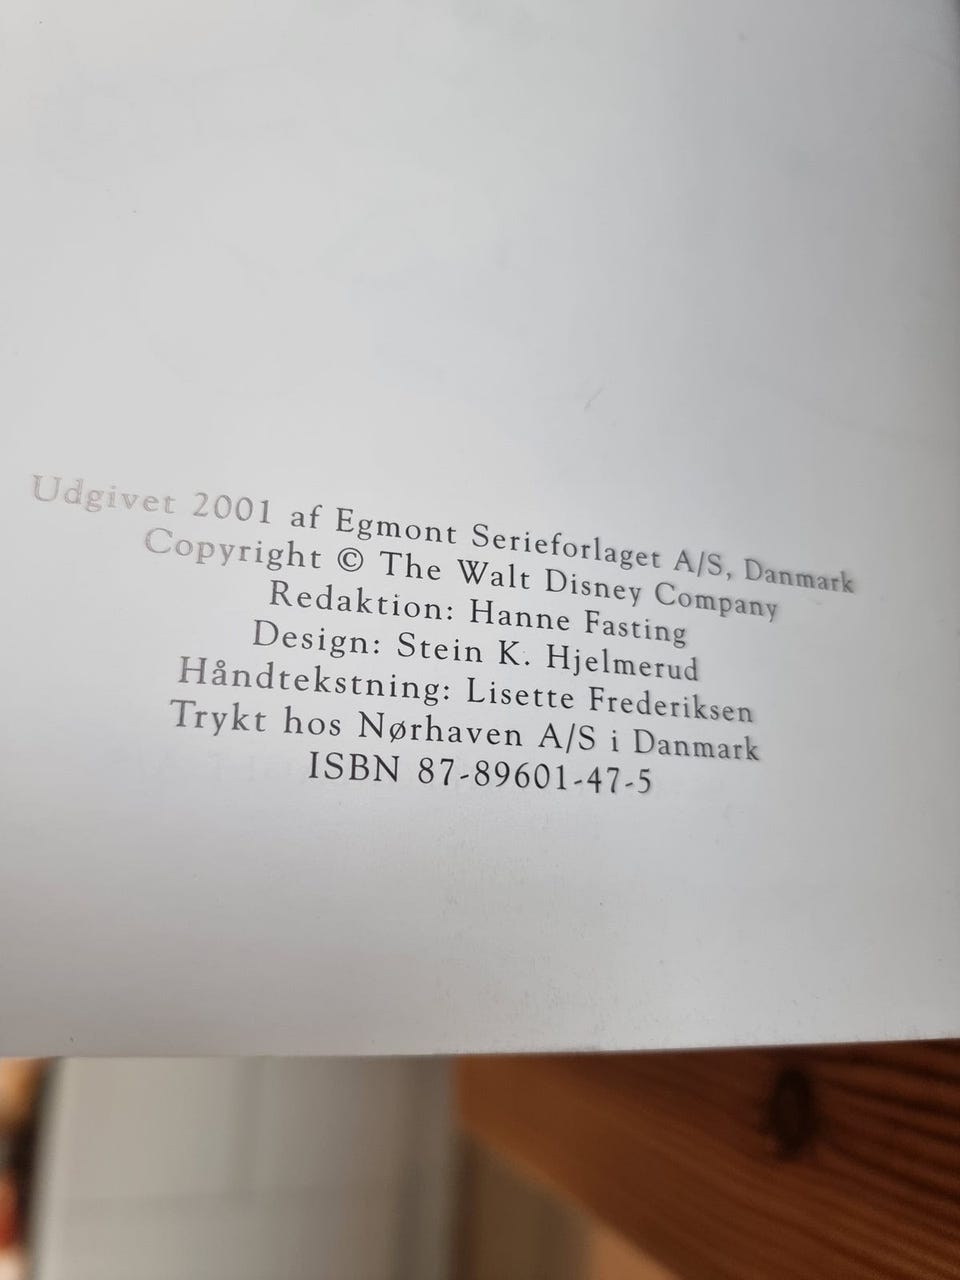 Udgivet 2001 af Egmont Serieforlaget A/S, Danmark
Copyright © The Walt Disney Company
Redaktion: Hanne Fasting
Design: Stein K. Hjelmerud
Håndtekstning: Lisette Frederiksen
Trykt hos Nørhaven A/S i Danmark
ISBN 87-89601-47-5